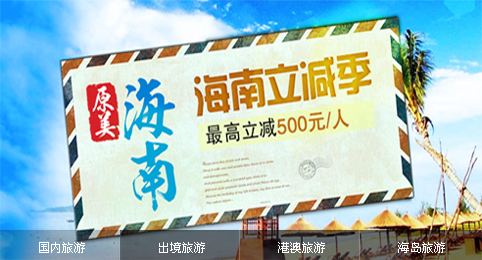 原美
海南
海南立减季
最高立减500元/人
国内旅游
出境旅游
港澳旅游
海岛旅游